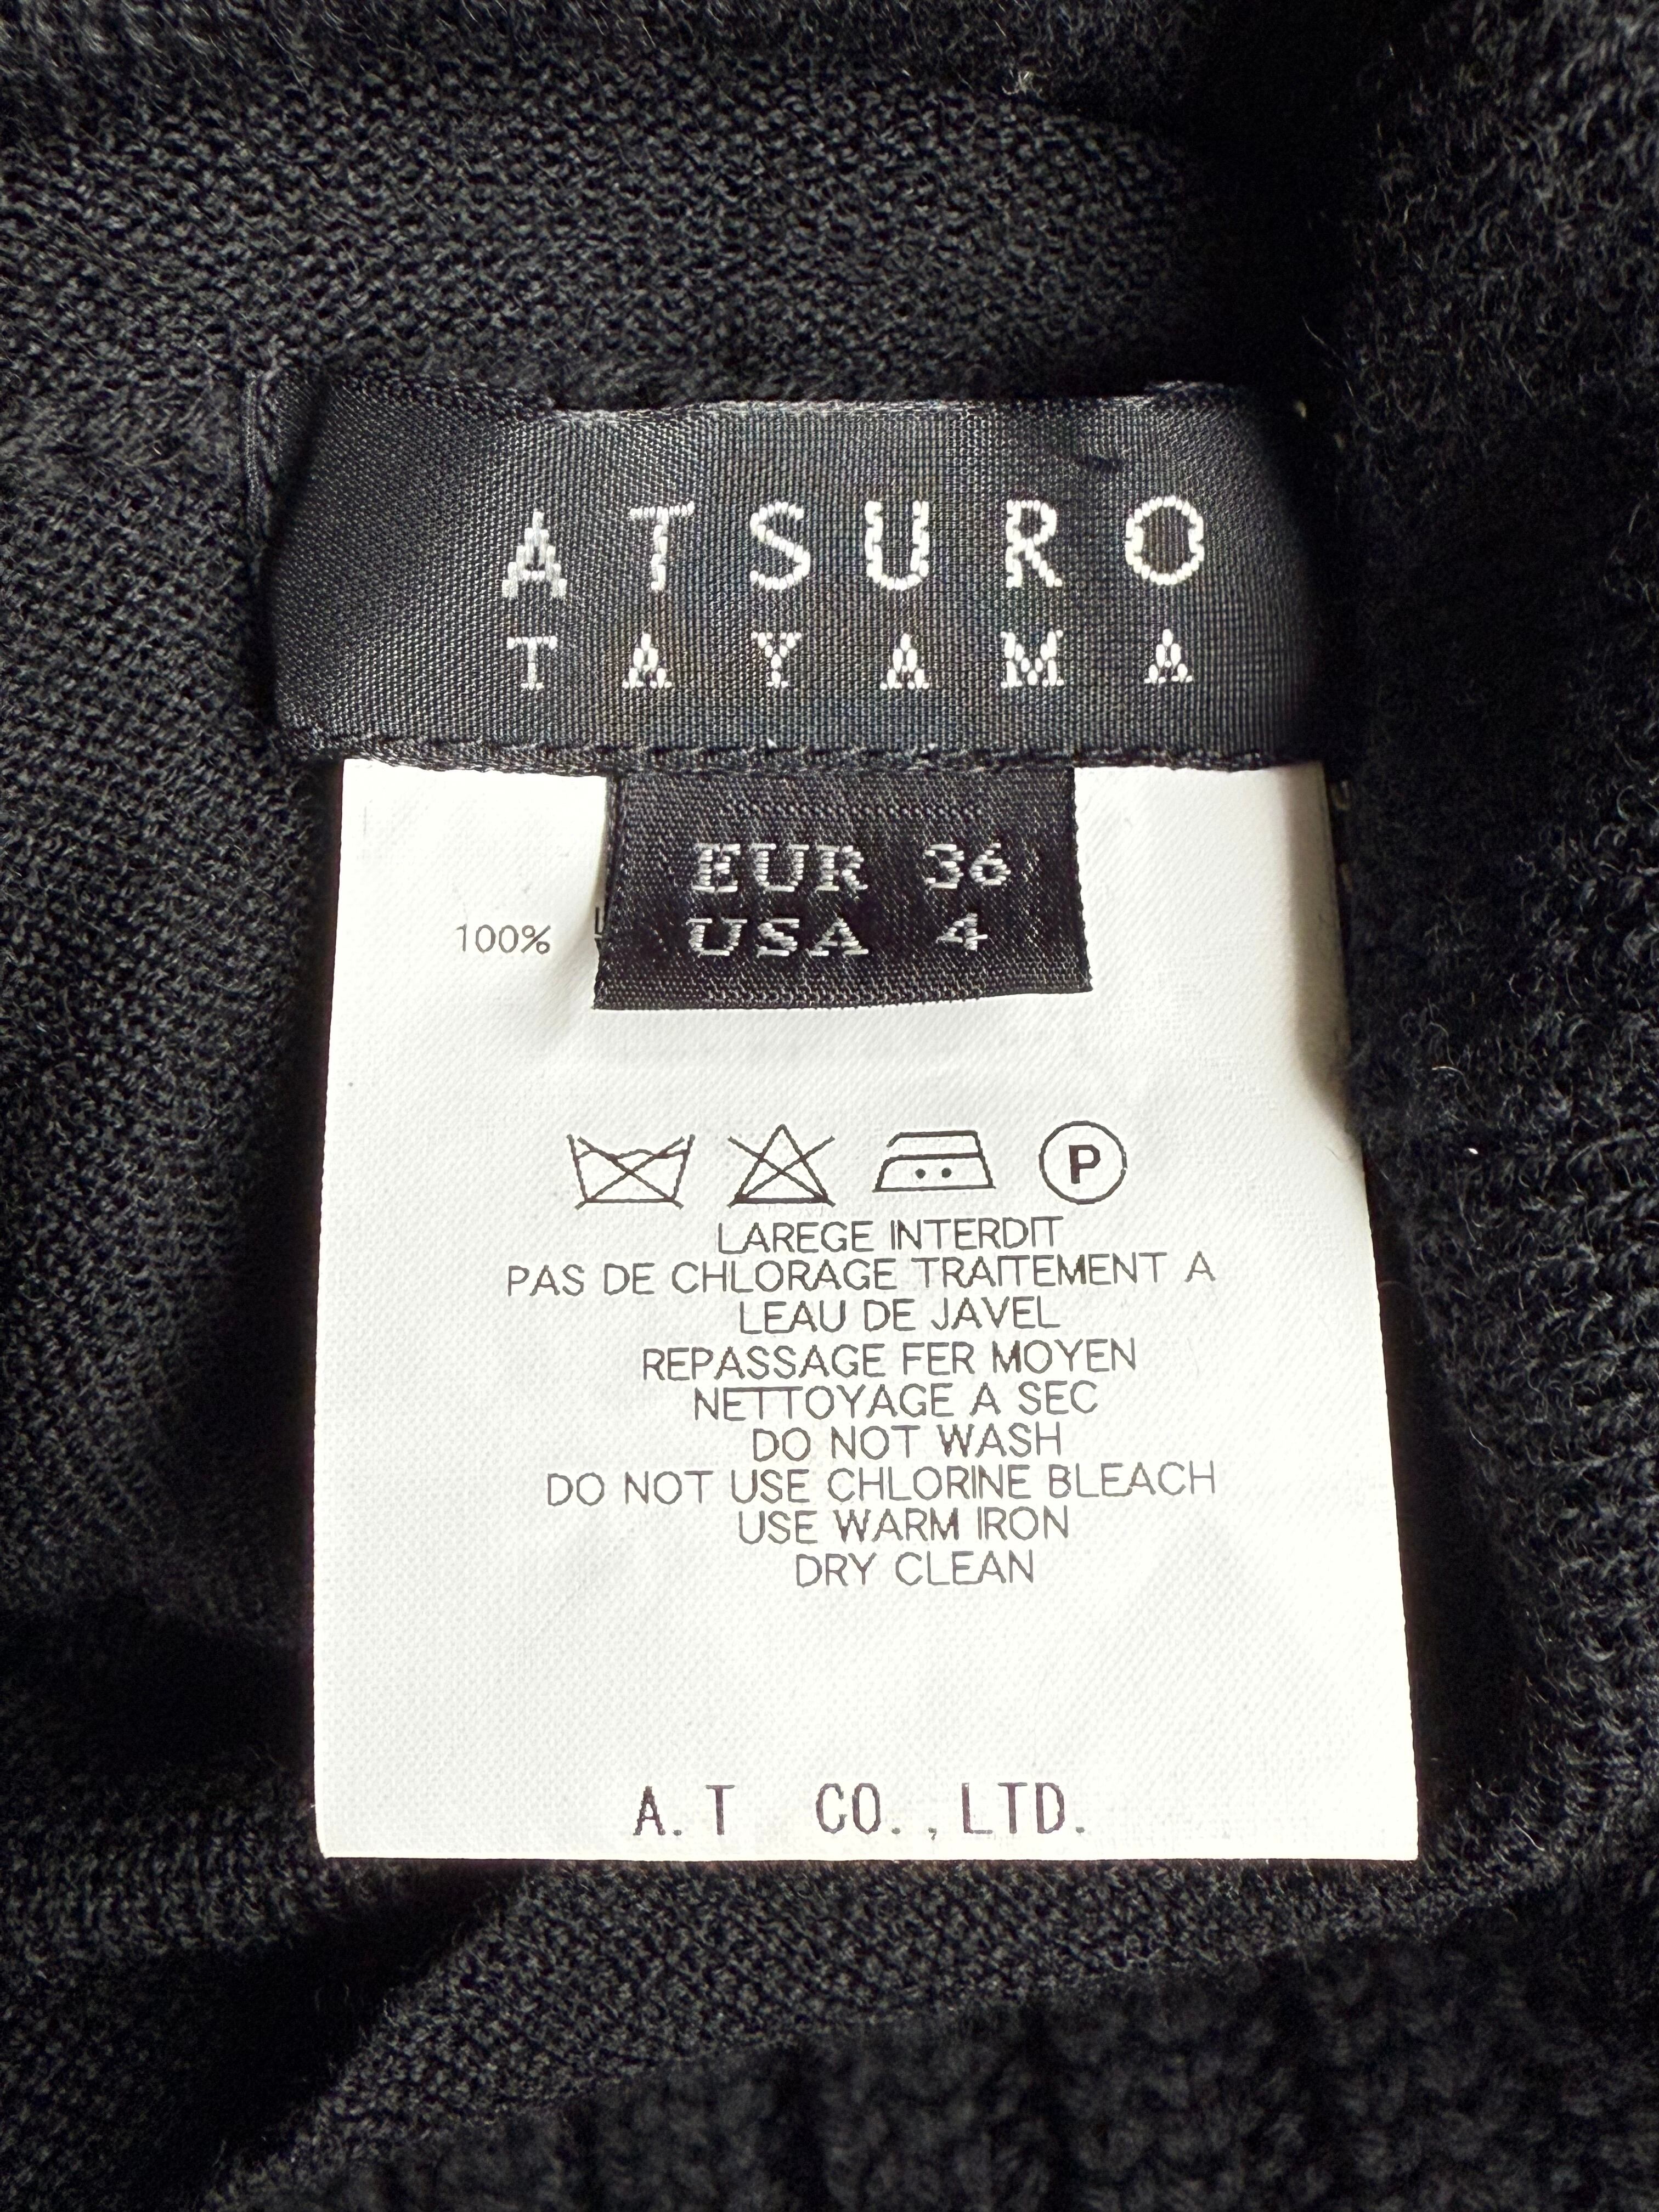 ATSURO
TAYAMA
EUR 36
USA 4
100%
P
LAREGE INTERDIT
PAS DE CHLORAGE TRAITEMENT A
LEAU DE JAVEL
REPASSAGE FER MOYEN
NETTOYAGE A SEC
DO NOT WASH
DO NOT USE CHLORINE BLEACH
USE WARM IRON
DRY CLEAN
A.T CO.,LTD.